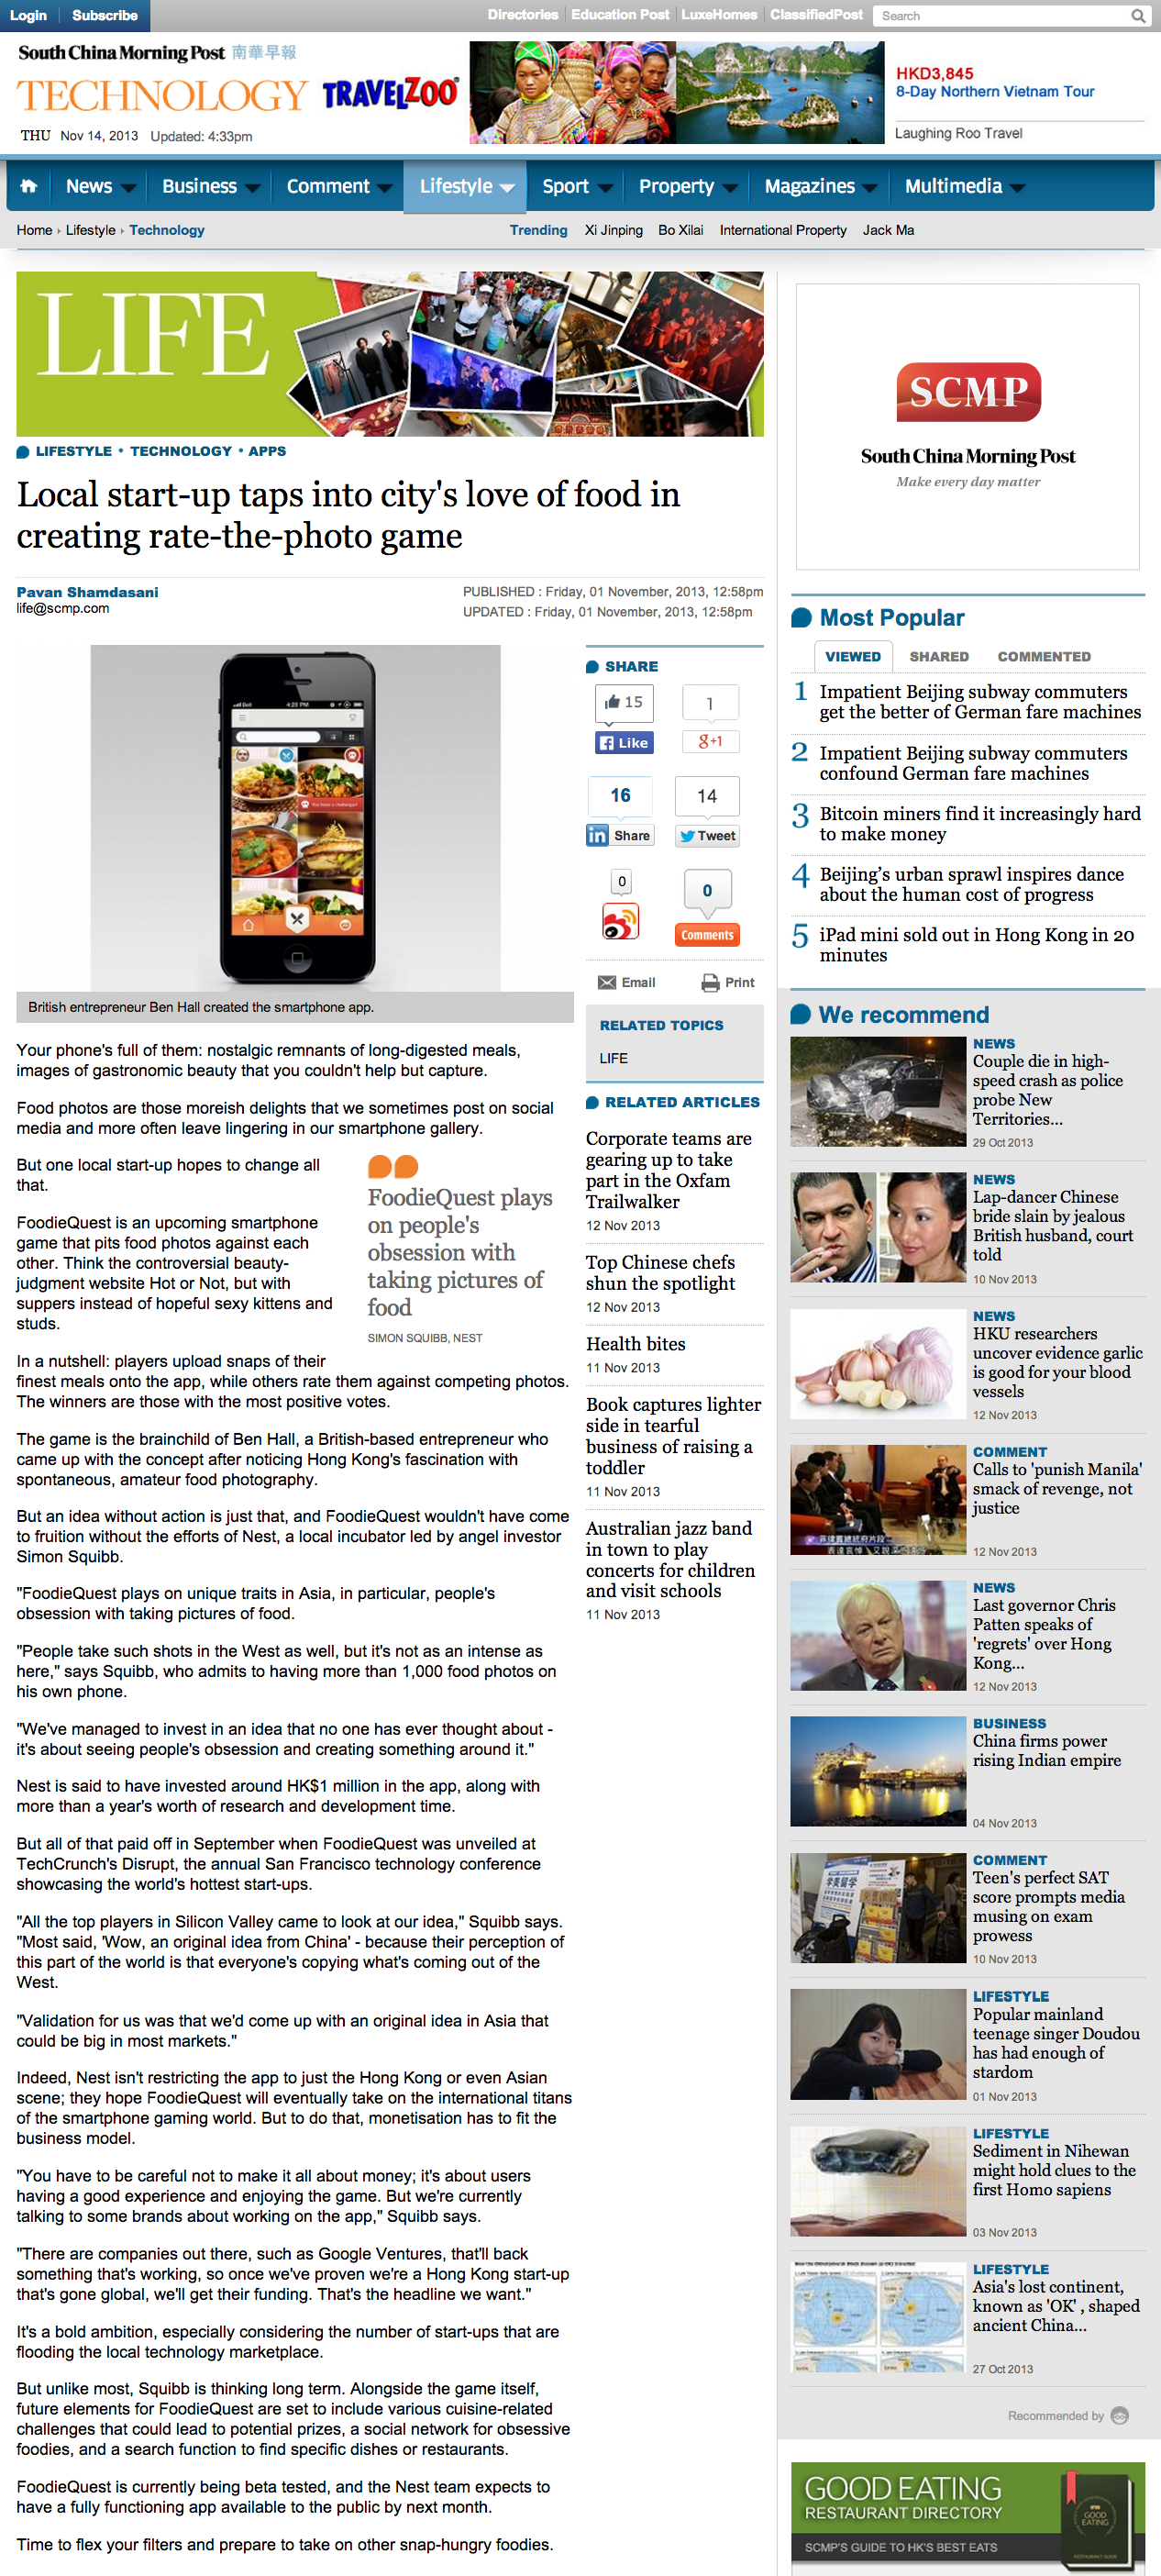 Login Subscribe Directories Education Post LuxeHomes ClassifiedPost Search
South China Morning Post 南華早報
TECHNOLOGY
THU Nov 14, 2013 Updated: 4:33pm
TRAVELZOO
HKD3,845
8-Day Northern Vietnam Tour
Laughing Roo Travel
News Business Comment Lifestyle Sport Property Magazines Multimedia
Home Lifestyle Technology Trending Xi Jinping Bo Xilai International Property Jack Ma
LIFE
LIFESTYLE • TECHNOLOGY • APPS
Local start-up taps into city's love of food in
creating rate-the-photo game
Pavan Shamdasani
life@scmp.com
PUBLISHED : Friday, 01 November, 2013, 12:58pm
UPDATED : Friday, 01 November, 2013, 12:58pm
4:20 PM
You have a challenge!
British entrepreneur Ben Hall created the smartphone app.
Your phone's full of them: nostalgic remnants of long-digested meals,
images of gastronomic beauty that you couldn't help but capture.
Food photos are those moreish delights that we sometimes post on social
media and more often leave lingering in our smartphone gallery.
But one local start-up hopes to change all
that.
FoodieQuest is an upcoming smartphone
game that pits food photos against each
other. Think the controversial beauty-
judgment website Hot or Not, but with
suppers instead of hopeful sexy kittens and
studs.
FoodieQuest plays
on people's
obsession with
taking pictures of
food
SIMON SQUIBB, NEST
In a nutshell: players upload snaps of their
finest meals onto the app, while others rate them against competing photos.
The winners are those with the most positive votes.
The game is the brainchild of Ben Hall, a British-based entrepreneur who
came up with the concept after noticing Hong Kong's fascination with
spontaneous, amateur food photography.
But an idea without action is just that, and FoodieQuest wouldn't have come
to fruition without the efforts of Nest, a local incubator led by angel investor
Simon Squibb.
"FoodieQuest plays on unique traits in Asia, in particular, people's
obsession with taking pictures of food.
"People take such shots in the West as well, but it's not as an intense as
here," says Squibb, who admits to having more than 1,000 food photos on
his own phone.
"We've managed to invest in an idea that no one has ever thought about -
it's about seeing people's obsession and creating something around it."
Nest is said to have invested around HK$1 million in the app, along with
more than a year's worth of research and development time.
But all of that paid off in September when FoodieQuest was unveiled at
TechCrunch's Disrupt, the annual San Francisco technology conference
showcasing the world's hottest start-ups.
"All the top players in Silicon Valley came to look at our idea," Squibb says.
"Most said, 'Wow, an original idea from China' - because their perception of
this part of the world is that everyone's copying what's coming out of the
West.
"Validation for us was that we'd come up with an original idea in Asia that
could be big in most markets."
Indeed, Nest isn't restricting the app to just the Hong Kong or even Asian
scene; they hope FoodieQuest will eventually take on the international titans
of the smartphone gaming world. But to do that, monetisation has to fit the
business model.
"You have to be careful not to make it all about money; it's about users
having a good experience and enjoying the game. But we're currently
talking to some brands about working on the app," Squibb says.
"There are companies out there, such as Google Ventures, that'll back
something that's working, so once we've proven we're a Hong Kong start-up
that's gone global, we'll get their funding. That's the headline we want."
It's a bold ambition, especially considering the number of start-ups that are
flooding the local technology marketplace.
But unlike most, Squibb is thinking long term. Alongside the game itself,
future elements for FoodieQuest are set to include various cuisine-related
challenges that could lead to potential prizes, a social network for obsessive
foodies, and a search function to find specific dishes or restaurants.
FoodieQuest is currently being beta tested, and the Nest team expects to
have a fully functioning app available to the public by next month.
Time to flex your filters and prepare to take on other snap-hungry foodies.
SHARE
15 1
Like g+1
16 14
in Share Tweet
0 0
Comments
Email Print
RELATED TOPICS
LIFE
RELATED ARTICLES
Corporate teams are
gearing up to take
part in the Oxfam
Trailwalker
12 Nov 2013
Top Chinese chefs
shun the spotlight
12 Nov 2013
Health bites
11 Nov 2013
Book captures lighter
side in tearful
business of raising a
toddler
11 Nov 2013
Australian jazz band
in town to play
concerts for children
and visit schools
11 Nov 2013
SCMP
South China Morning Post
Make every day matter
Most Popular
VIEWED SHARED COMMENTED
1 Impatient Beijing subway commuters
get the better of German fare machines
2 Impatient Beijing subway commuters
confound German fare machines
3 Bitcoin miners find it increasingly hard
to make money
4 Beijing's urban sprawl inspires dance
about the human cost of progress
5 iPad mini sold out in Hong Kong in 20
minutes
We recommend
NEWS
Couple die in high-
speed crash as police
probe New
Territories...
29 Oct 2013
NEWS
Lap-dancer Chinese
bride slain by jealous
British husband, court
told
10 Nov 2013
NEWS
HKU researchers
uncover evidence garlic
is good for your blood
vessels
12 Nov 2013
COMMENT
Calls to 'punish Manila'
smack of revenge, not
justice
12 Nov 2013
NEWS
Last governor Chris
Patten speaks of
'regrets' over Hong
Kong...
12 Nov 2013
BUSINESS
China firms power
rising Indian empire
04 Nov 2013
COMMENT
Teen's perfect SAT
score prompts media
musing on exam
prowess
10 Nov 2013
LIFESTYLE
Popular mainland
teenage singer Doudou
has had enough of
stardom
01 Nov 2013
LIFESTYLE
Sediment in Nihewan
might hold clues to the
first Homo sapiens
03 Nov 2013
LIFESTYLE
Asia's lost continent,
known as 'OK' , shaped
ancient China...
27 Oct 2013
Recommended by
GOOD EATING
RESTAURANT DIRECTORY
SCMP'S GUIDE TO HK'S BEST EATS
GOOD
EATING